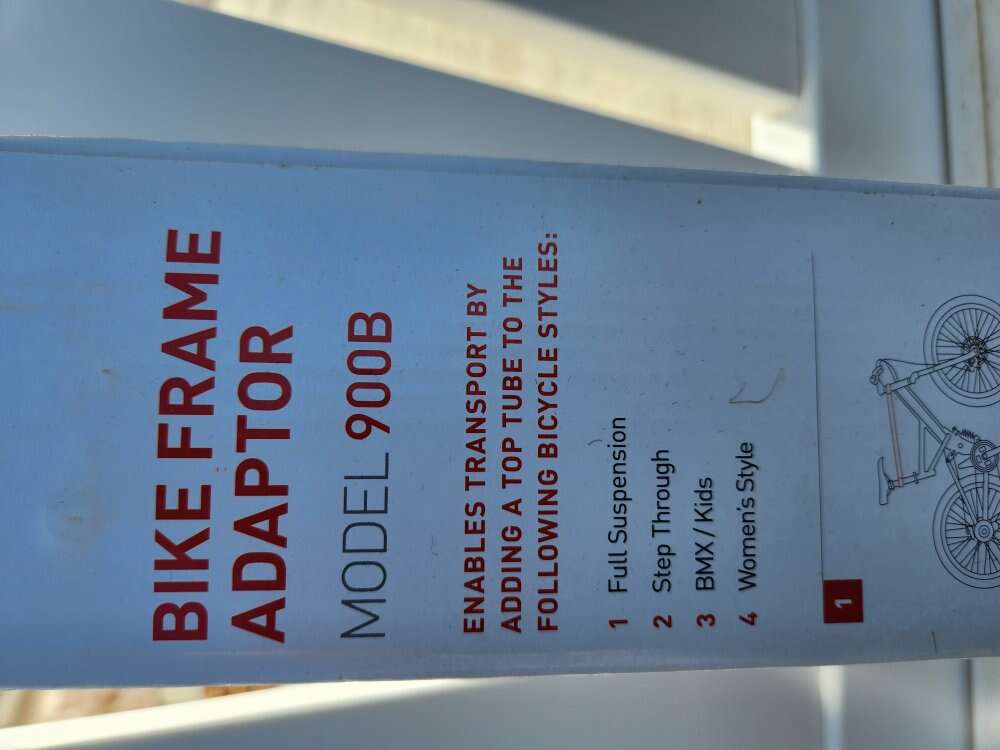 BIKE FRAME
ADAPTOR
MODEL 900B
ENABLES TRANSPORT BY
ADDING A TOP TUBE TO THE
FOLLOWING BICYCLE STYLES:
1 Full Suspension
2 Step Through
3 BMX / Kids
4 Women's Style
1